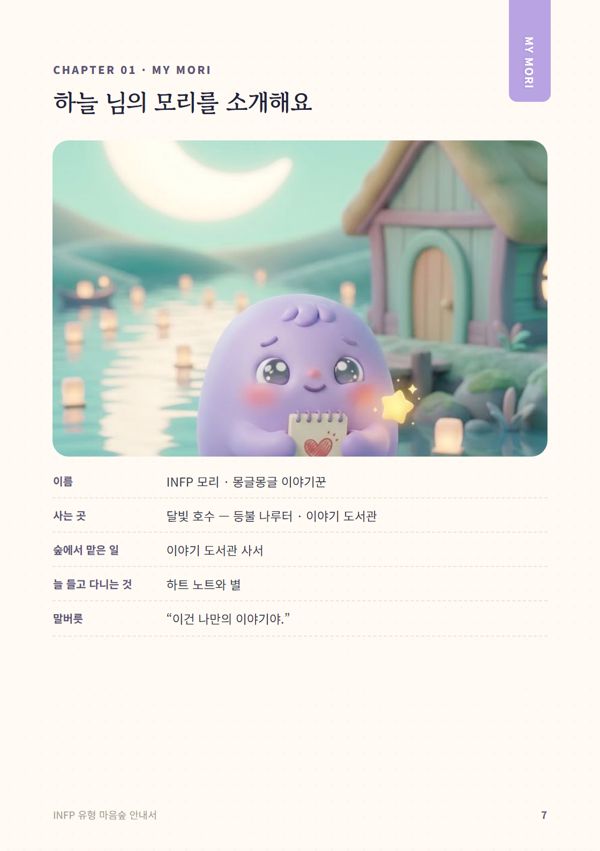 MY MORI
CHAPTER 01 · MY MORI
하늘 님의 모리를 소개해요
이름 INFP 모리 · 몽글몽글 이야기꾼
사는 곳 달빛 호수 — 등불 나루터 · 이야기 도서관
숲에서 맡은 일 이야기 도서관 사서
늘 들고 다니는 것 하트 노트와 별
말버릇 “이건 나만의 이야기야.”
INFP 유형 마음숲 안내서 7